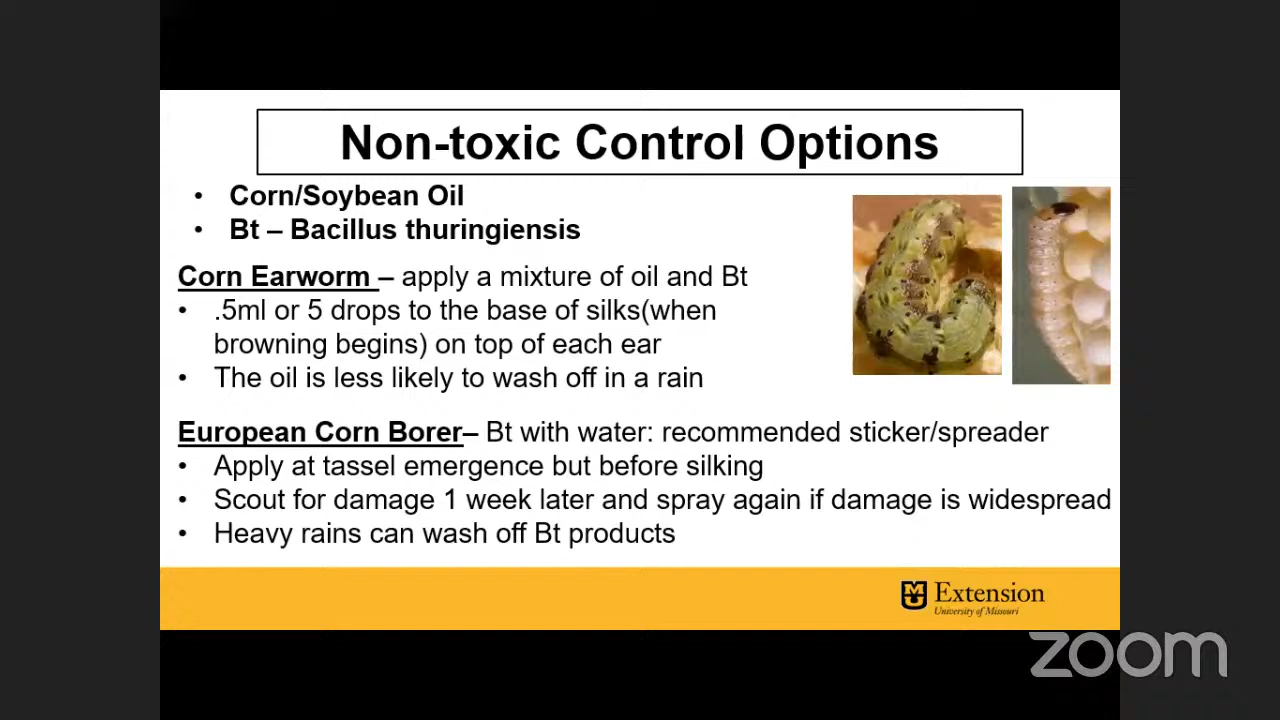 Non-toxic Control Options
• Corn/Soybean Oil
• Bt – Bacillus thuringiensis
Corn Earworm – apply a mixture of oil and Bt
• .5ml or 5 drops to the base of silks(when
browning begins) on top of each ear
• The oil is less likely to wash off in a rain
European Corn Borer– Bt with water: recommended sticker/spreader
• Apply at tassel emergence but before silking
• Scout for damage 1 week later and spray again if damage is widespread
• Heavy rains can wash off Bt products
MU Extension
University of Missouri
zoom